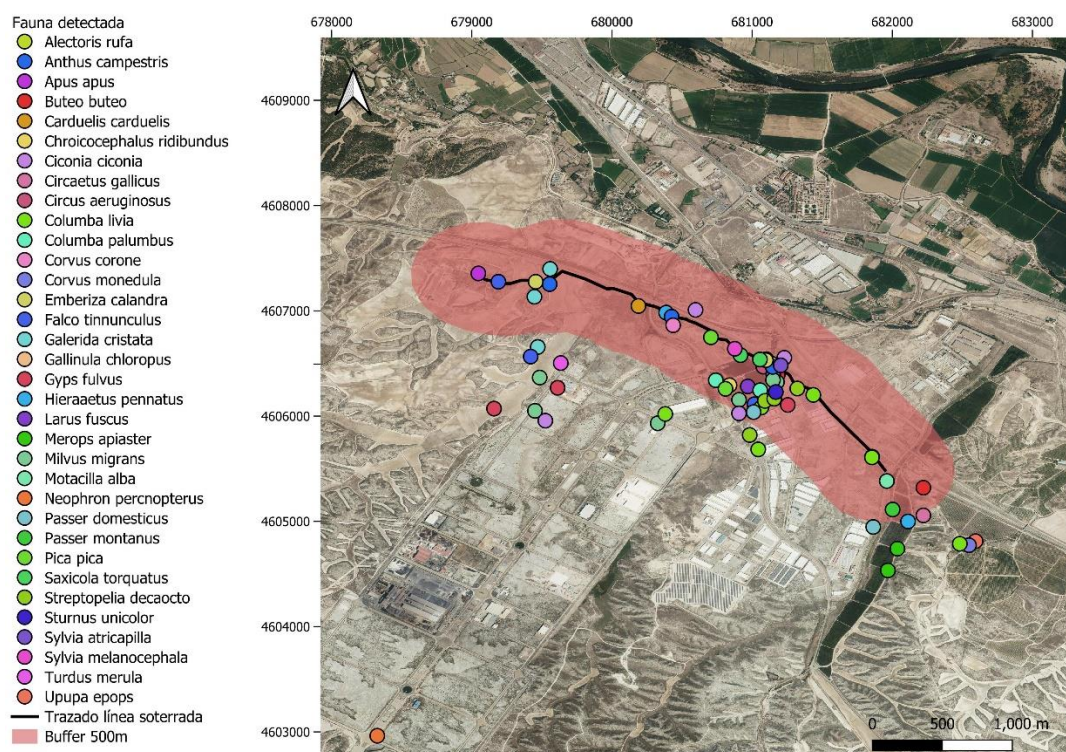 Fauna detectada
Alectoris rufa
Anthus campestris
Apus apus
Buteo buteo
Carduelis carduelis
Chroicocephalus ridibundus
Ciconia ciconia
Circaetus gallicus
Circus aeruginosus
Columba livia
Columba palumbus
Corvus corone
Corvus monedula
Emberiza calandra
Falco tinnunculus
Galerida cristata
Gallinula chloropus
Gyps fulvus
Hieraaetus pennatus
Larus fuscus
Merops apiaster
Milvus migrans
Motacilla alba
Neophron percnopterus
Passer domesticus
Passer montanus
Pica pica
Saxicola torquatus
Streptopelia decaocto
Sturnus unicolor
Sylvia atricapilla
Sylvia melanocephala
Turdus merula
Upupa epops
Trazado línea soterrada
Buffer 500m
678000 679000 680000 681000 682000 683000
4609000
4608000
4607000
4606000
4605000
4604000
4603000
0 500 1,000 m